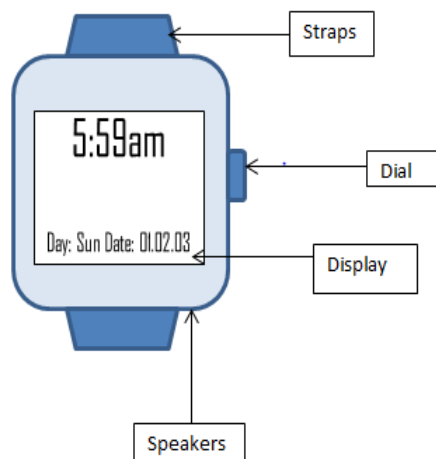 Straps
5:59am
Dial
Day: Sun Date: 01.02.03
Display
Speakers